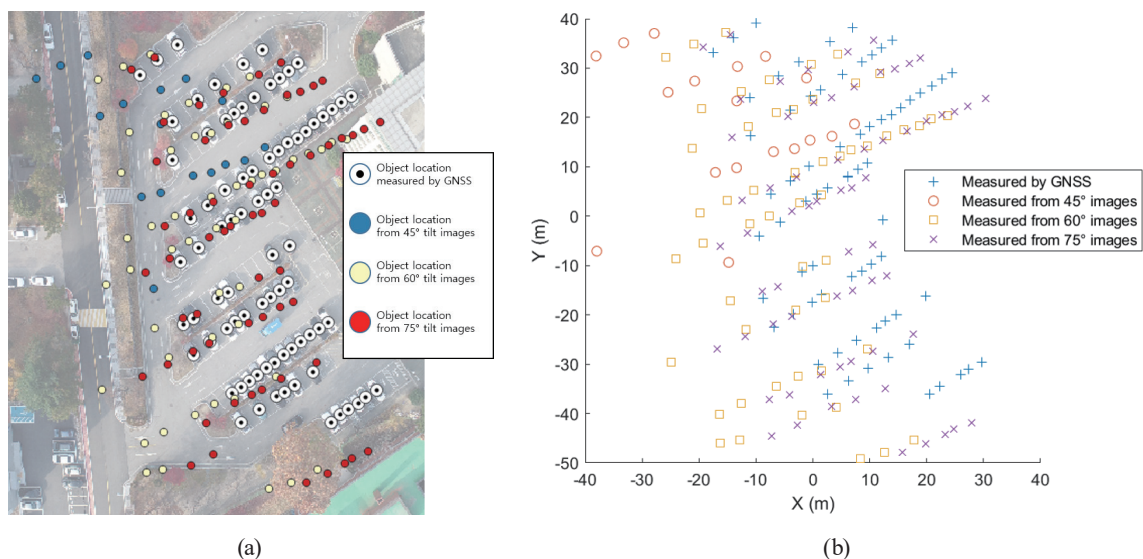 Object location
measured by GNSS
Object location
from 45° tilt images
Object location
from 60° tilt images
Object location
from 75° tilt images
(a)
40
30
20
10
0
-10
-20
-30
-40
-50
Y (m)
-40 -30 -20 -10 0 10 20 30 40
X (m)
Measured by GNSS
Measured from 45° images
Measured from 60° images
Measured from 75° images
(b)